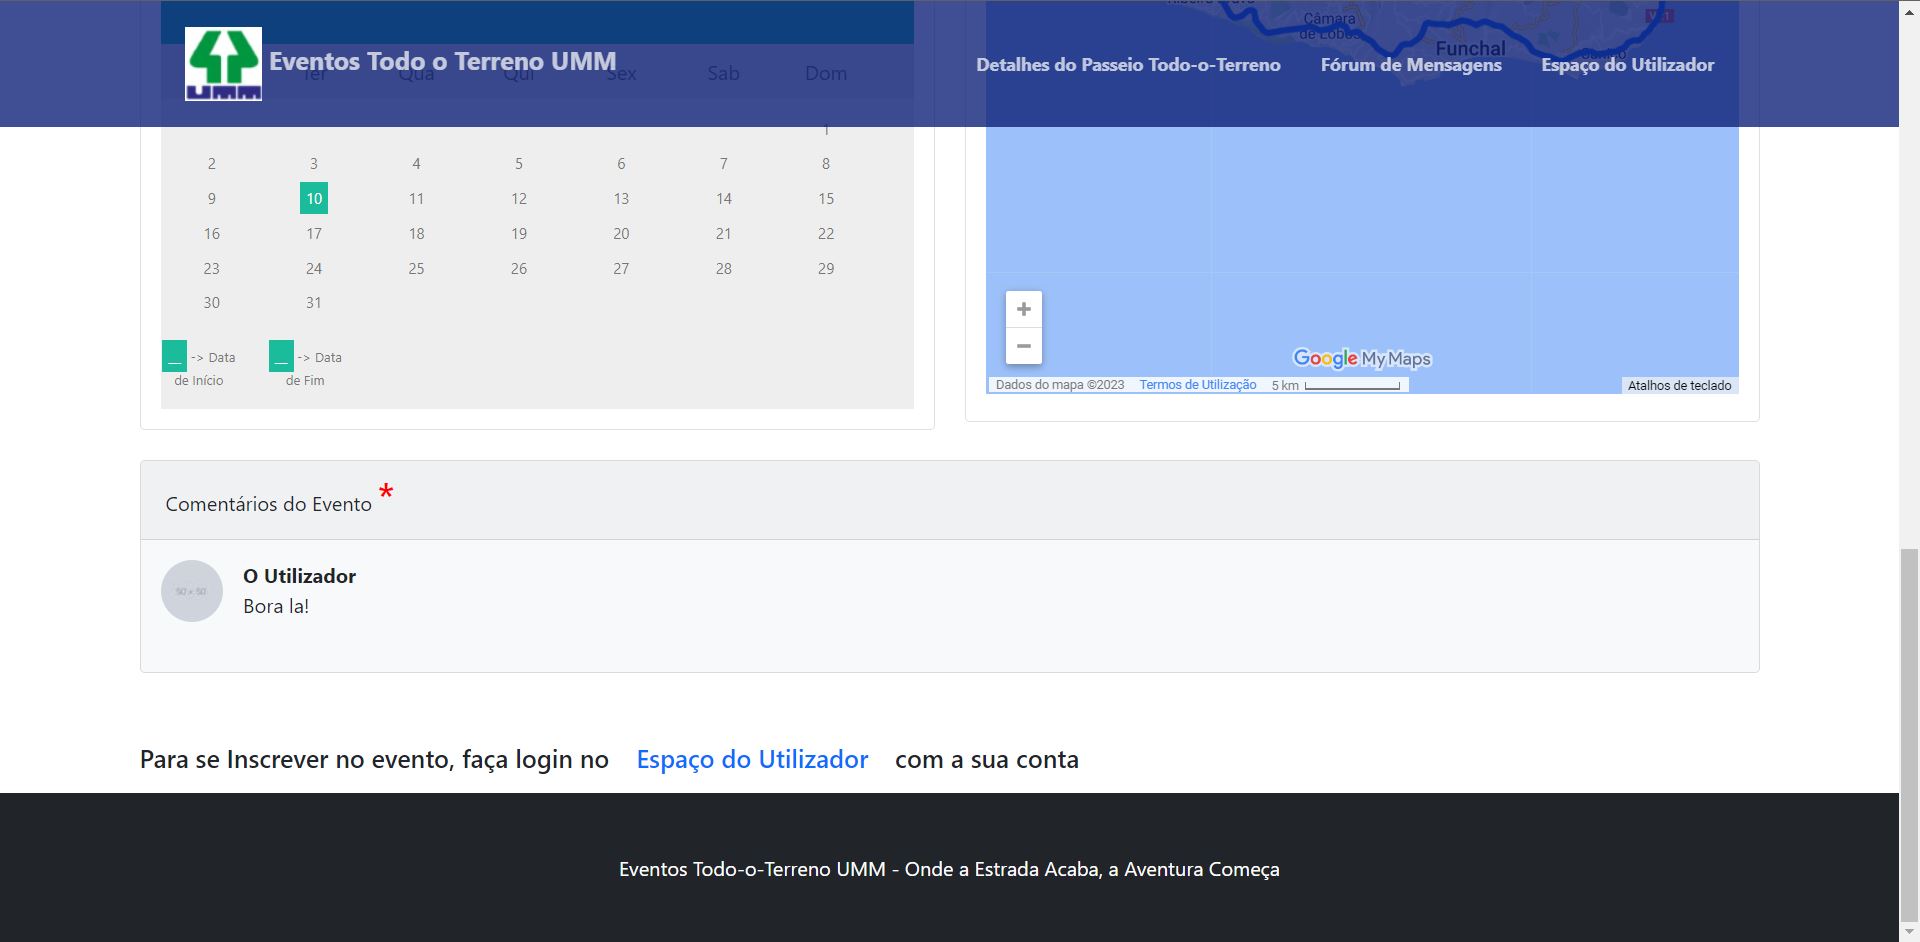 Eventos Todo o Terreno UMM
Detalhes do Passeio Todo-o-Terreno
Fórum de Mensagens
Espaço do Utilizador
UMM
Ter Qua Qui Sex Sab Dom
Câmara
de Lobos
Funchal
1
2 3 4 5 6 7 8
9 10 11 12 13 14 15
16 17 18 19 20 21 22
23 24 25 26 27 28 29
30 31
__ -> Data
de Início
__ -> Data
de Fim
+
−
Google My Maps
Dados do mapa ©2023 Termos de Utilização 5 km
Atalhos de teclado
Comentários do Evento *
50 × 50
O Utilizador
Bora la!
Para se Inscrever no evento, faça login no Espaço do Utilizador com a sua conta
Eventos Todo-o-Terreno UMM - Onde a Estrada Acaba, a Aventura Começa